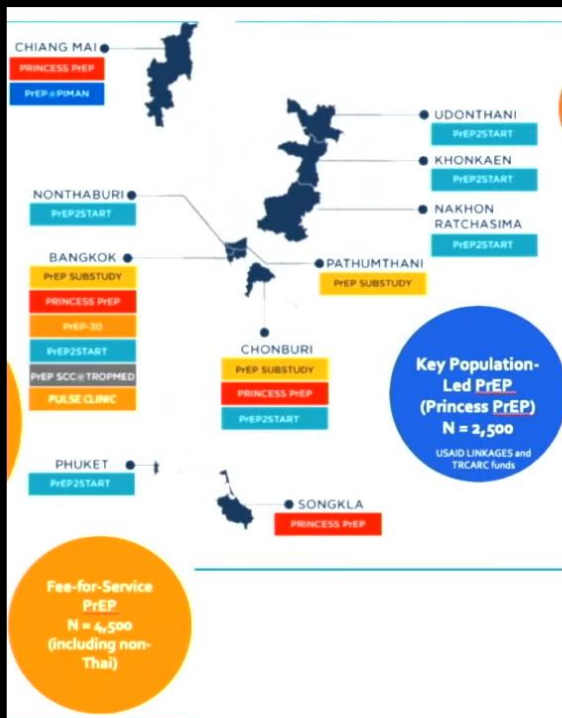 CHIANG MAI
PRINCESS PrEP
PrEP@PIMAN
UDONTHANI
PrEP2START
KHONKAEN
PrEP2START
NAKHON
RATCHASIMA
PrEP2START
NONTHABURI
PrEP2START
BANGKOK
PrEP SUBSTUDY
PRINCESS PrEP
PrEP-30
PrEP2START
PrEP SCC@TROPMED
PULSE CLINIC
PATHUMTHANI
PrEP SUBSTUDY
CHONBURI
PrEP SUBSTUDY
PRINCESS PrEP
PrEP2START
Key Population-
Led PrEP
(Princess PrEP)
N = 2,500
USAID LINKAGES and
TRCARC funds
PHUKET
PrEP2START
SONGKLA
PRINCESS PrEP
Fee-for-Service
PrEP
N = 4,500
(including non-
Thai)